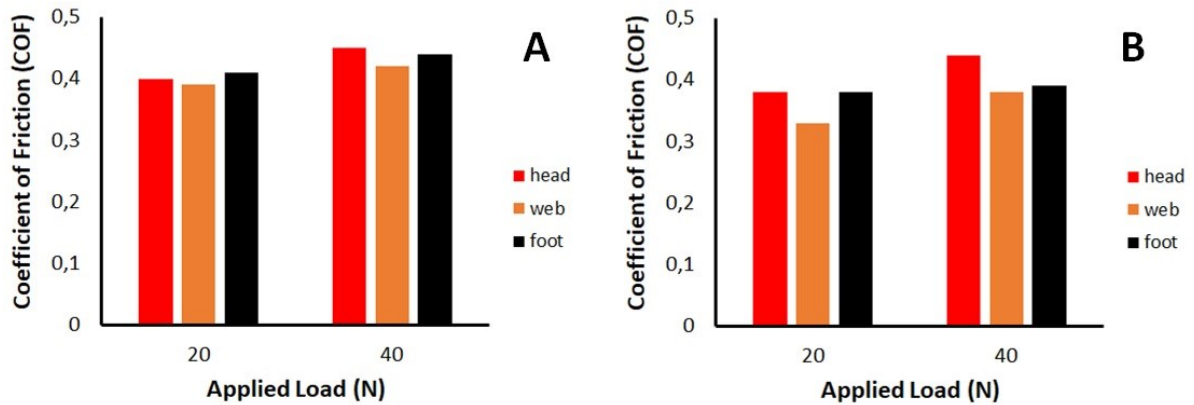 Coefficient of Friction (COF)
0,5
0,4
0,3
0,2
0,1
0
A
head
web
foot
20
40
Applied Load (N)
Coefficient of Friction (COF)
0,5
0,4
0,3
0,2
0,1
0
B
head
web
foot
20
40
Applied Load (N)